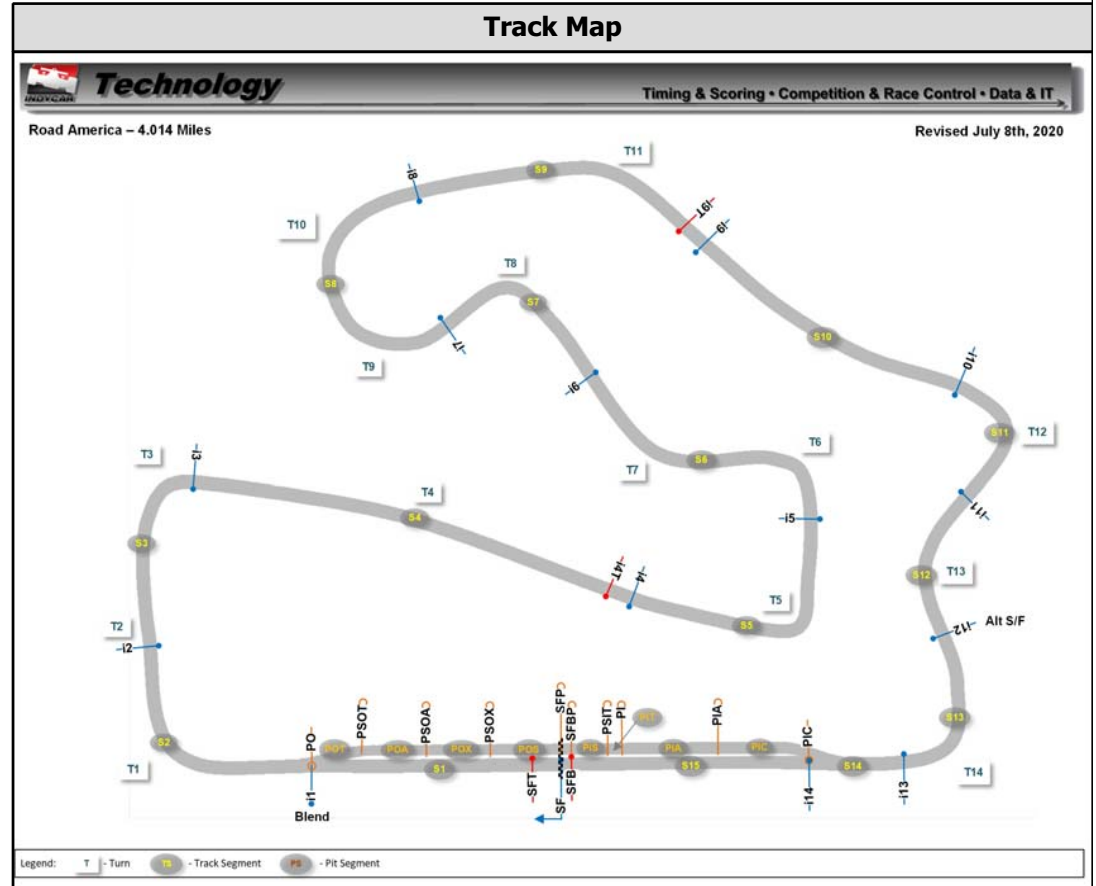 Track Map
INDYCAR
Technology
Timing & Scoring • Competition & Race Control • Data & IT
Road America – 4.014 Miles
Revised July 8th, 2020
T11
S9
-i8
-i9T
-i9
T10
T8
S8
S7
S10
-i7
T9
-i6
-i10
T6
S11
T12
T3
-i3
T7
S6
T4
S4
-i5
-i11
S3
-i4T
-i4
S12
T13
T5
S5
T2
-i2
-i12
Alt S/F
S13
S2
T1
PO-
PSOT
PSOA
PSOX
SFP
SFBP
PSIT
PI
PIT
PIA
PIC-
POT
POA
POX
POS
PIS
PIA
PIC
S1
S15
S14
T14
-i1
-SFT
SF
-SFB
-i14
-i13
Blend
Legend: T - Turn TS - Track Segment PS - Pit Segment